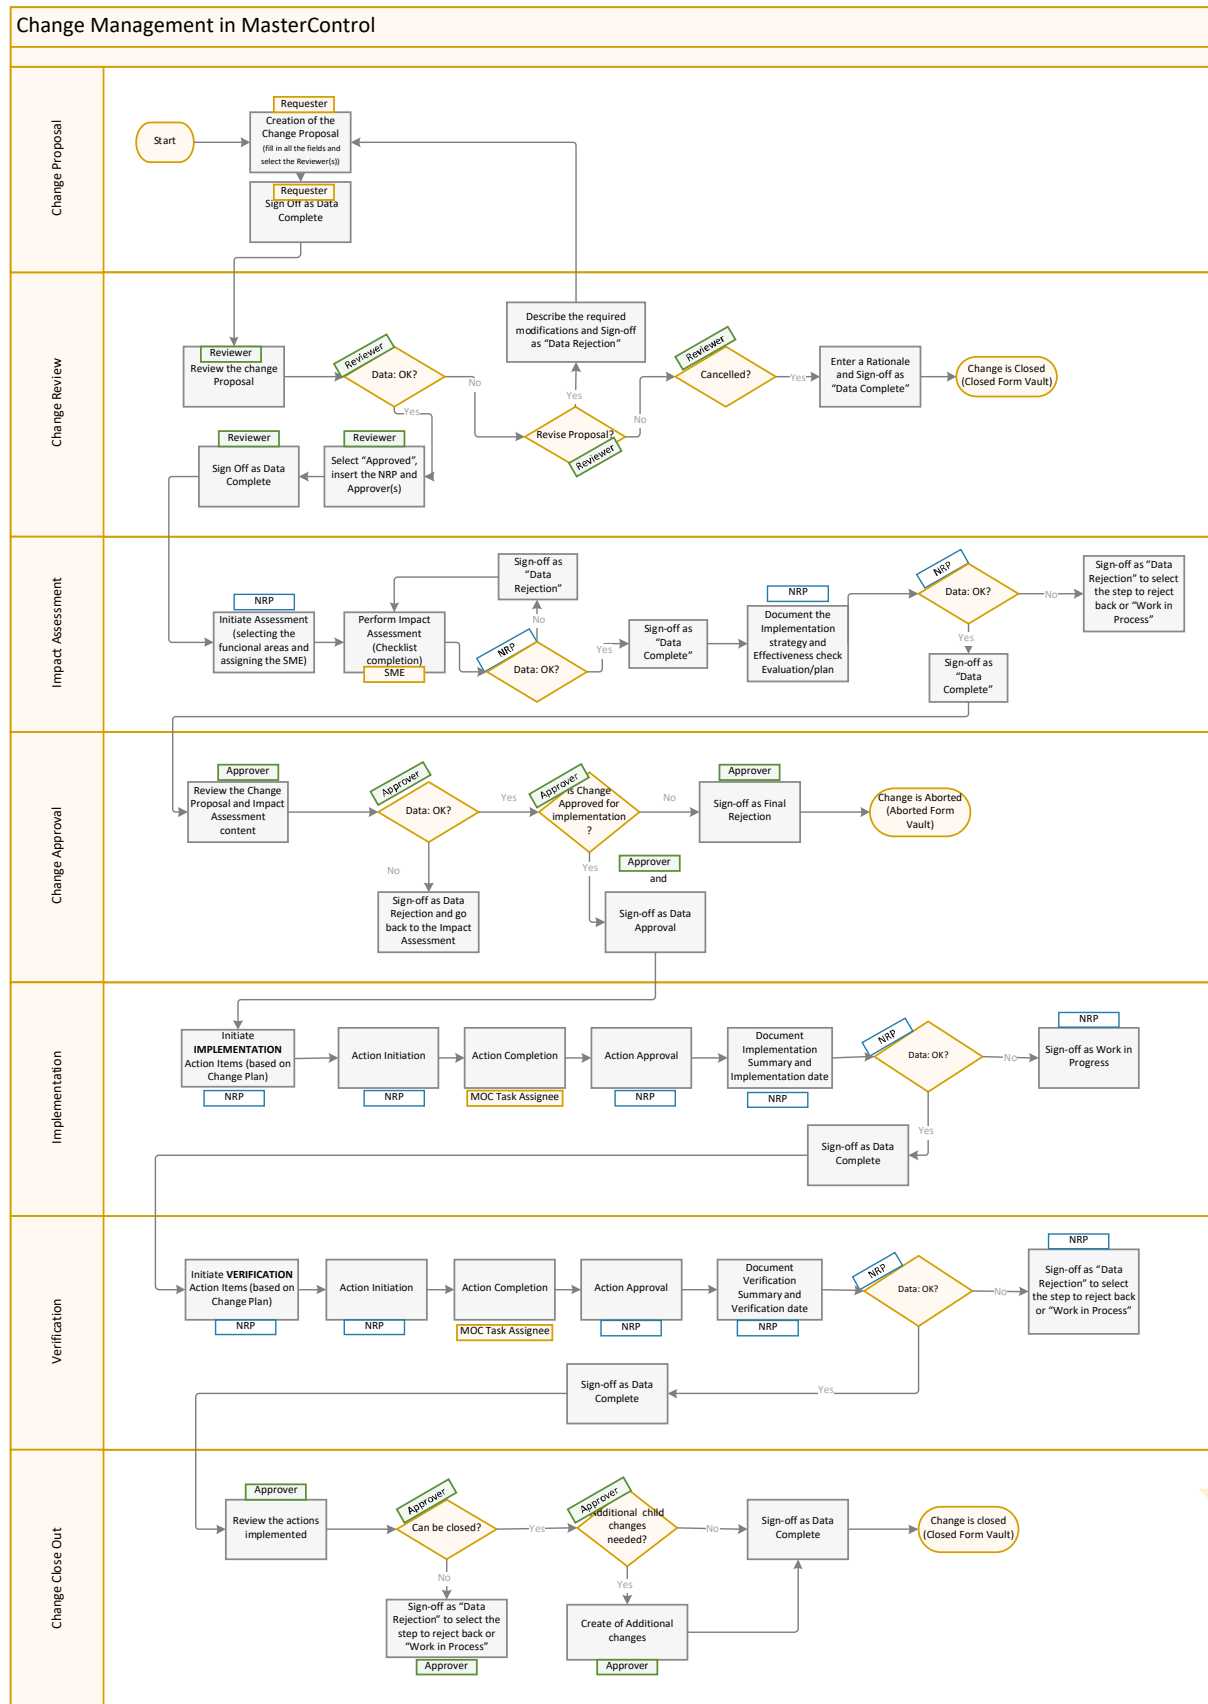 Change Management in MasterControl
Change Proposal
Start
Requester
Creation of the
Change Proposal
(fill in all the fields and
select the Reviewer(s))
Requester
Sign Off as Data
Complete
Change Review
Reviewer
Review the change
Proposal
Reviewer
Data: OK?
No
Yes
Describe the required
modifications and Sign-off
as “Data Rejection”
Yes
Revise Proposal?
Reviewer
No
Reviewer
Cancelled?
Yes
Enter a Rationale
and Sign-off as
“Data Complete”
Change is Closed
(Closed Form Vault)
Reviewer
Select “Approved”,
insert the NRP and
Approver(s)
Reviewer
Sign Off as Data
Complete
Impact Assessment
NRP
Initiate Assessment
(selecting the
funcional areas and
assigning the SME)
Perform Impact
Assessment
(Checklist
completion)
SME
Sign-off as
“Data
Rejection”
No
NRP
Data: OK?
Yes
Sign-off as
“Data
Complete”
NRP
Document the
Implementation
strategy and
Effectiveness check
Evaluation/plan
NRP
Data: OK?
No
Sign-off as “Data
Rejection” to select
the step to reject
back or “Work in
Process”
Yes
Sign-off as
“Data
Complete”
Change Approval
Approver
Review the Change
Proposal and Impact
Assessment
content
Approver
Data: OK?
Yes
No
Sign-off as Data
Rejection and go
back to the Impact
Assessment
Approver
Is Change
Approved for
implementation
?
No
Yes
Approver
Sign-off as Final
Rejection
Change is Aborted
(Aborted Form
Vault)
Approver
and
Sign-off as Data
Approval
Implementation
Initiate
IMPLEMENTATION
Action Items (based on
Change Plan)
NRP
Action Initiation
NRP
Action Completion
MOC Task Assignee
Action Approval
NRP
Document
Implementation
Summary and
Implementation date
NRP
NRP
Data: OK?
No
NRP
Sign-off as Work in
Progress
Yes
Sign-off as Data
Complete
Verification
Initiate VERIFICATION
Action Items (based on
Change Plan)
NRP
Action Initiation
NRP
Action Completion
MOC Task Assignee
Action Approval
NRP
Document
Verification
Summary and
Verification date
NRP
NRP
Data: OK?
No
NRP
Sign-off as “Data
Rejection” to select
the step to reject back
or “Work in Process”
Yes
Sign-off as Data
Complete
Change Close Out
Approver
Review the actions
implemented
Approver
Can be closed?
Yes
No
Sign-off as “Data
Rejection” to select the
step to reject back or
“Work in Process”
Approver
Approver
Additional child
changes
needed?
No
Yes
Create of Additional
changes
Approver
Sign-off as Data
Complete
Change is closed
(Closed Form Vault)